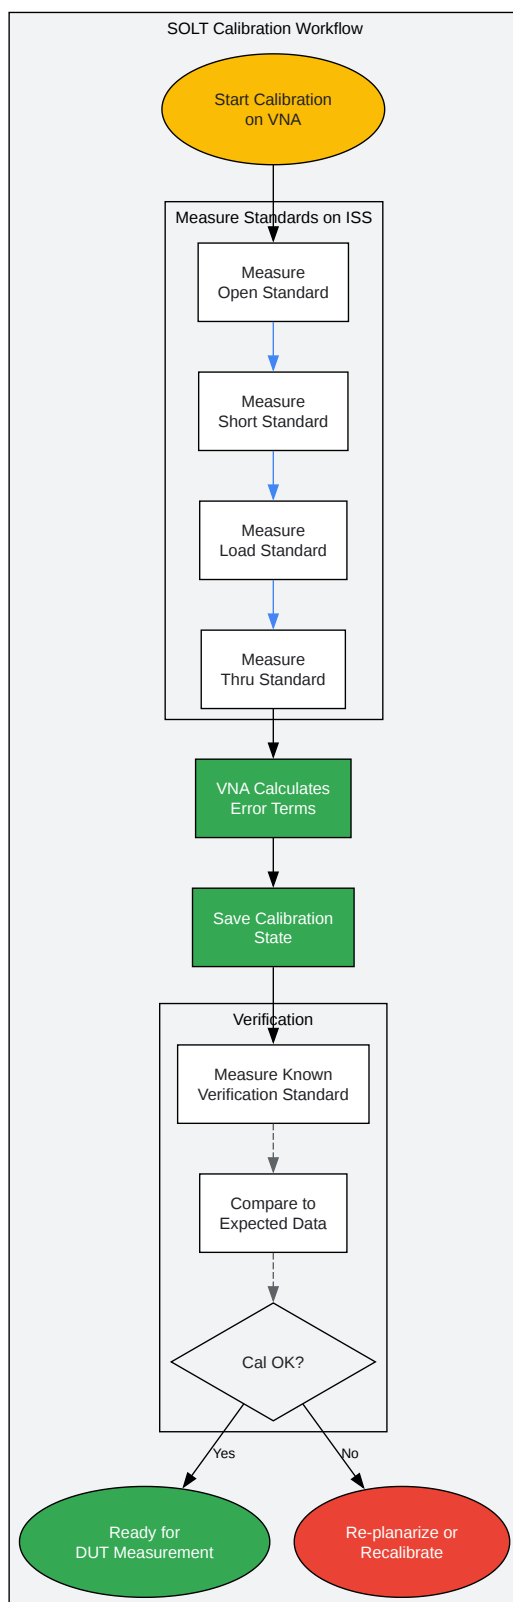 SOLT Calibration Workflow
Start Calibration
on VNA
Measure Standards on ISS
Measure
Open Standard
Measure
Short Standard
Measure
Load Standard
Measure
Thru Standard
VNA Calculates
Error Terms
Save Calibration
State
Verification
Measure Known
Verification Standard
Compare to
Expected Data
Cal OK?
Yes
No
Ready for
DUT Measurement
Re-planarize or
Recalibrate